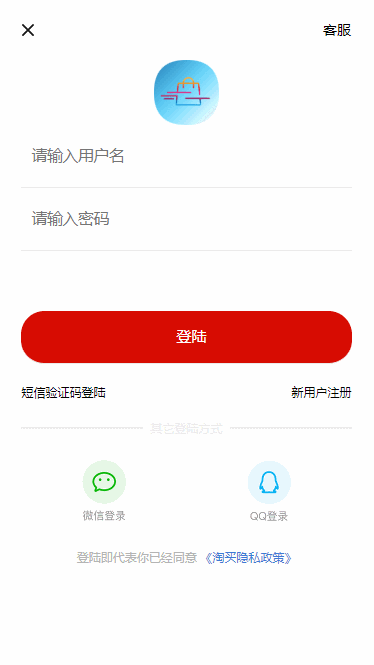 客服
请输入用户名
请输入密码
登陆
短信验证码登陆 新用户注册
其它登陆方式
微信登录 QQ登录
登陆即代表你已经同意 《淘买隐私政策》